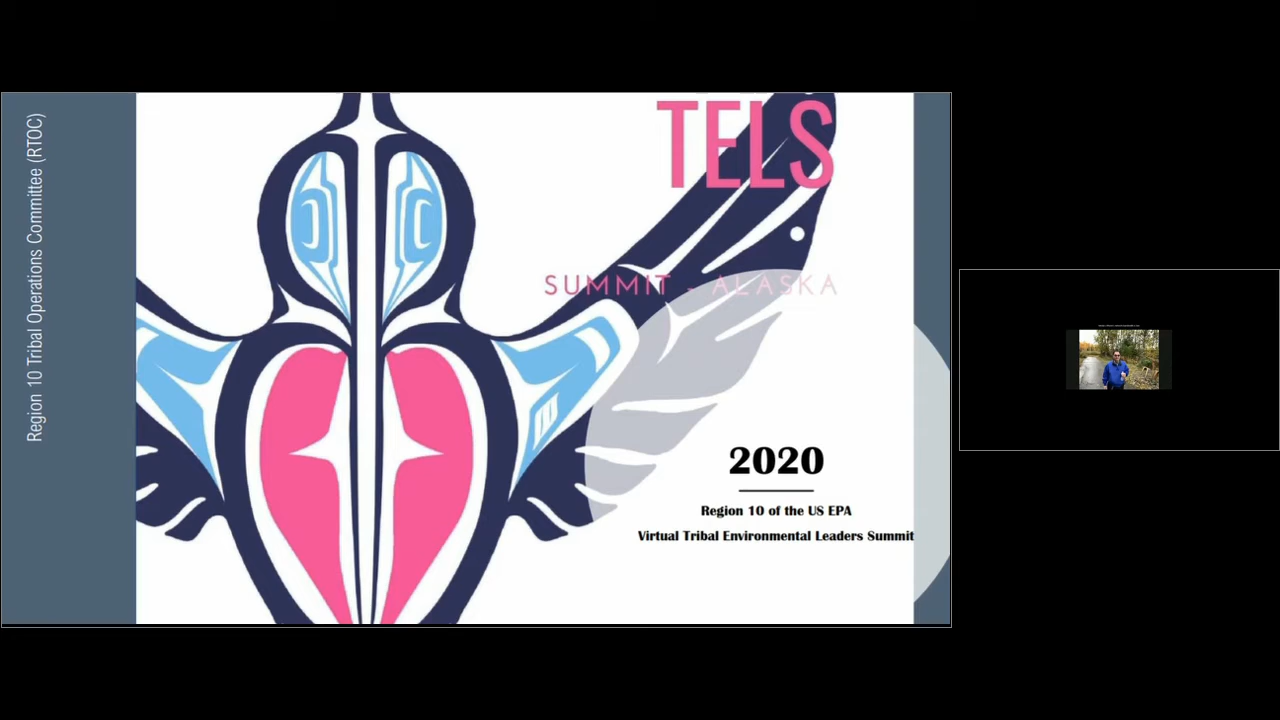 Region 10 Tribal Operations Committee (RTOC)
TELS
SUMMIT - ALASKA
2020
Region 10 of the US EPA
Virtual Tribal Environmental Leaders Summit